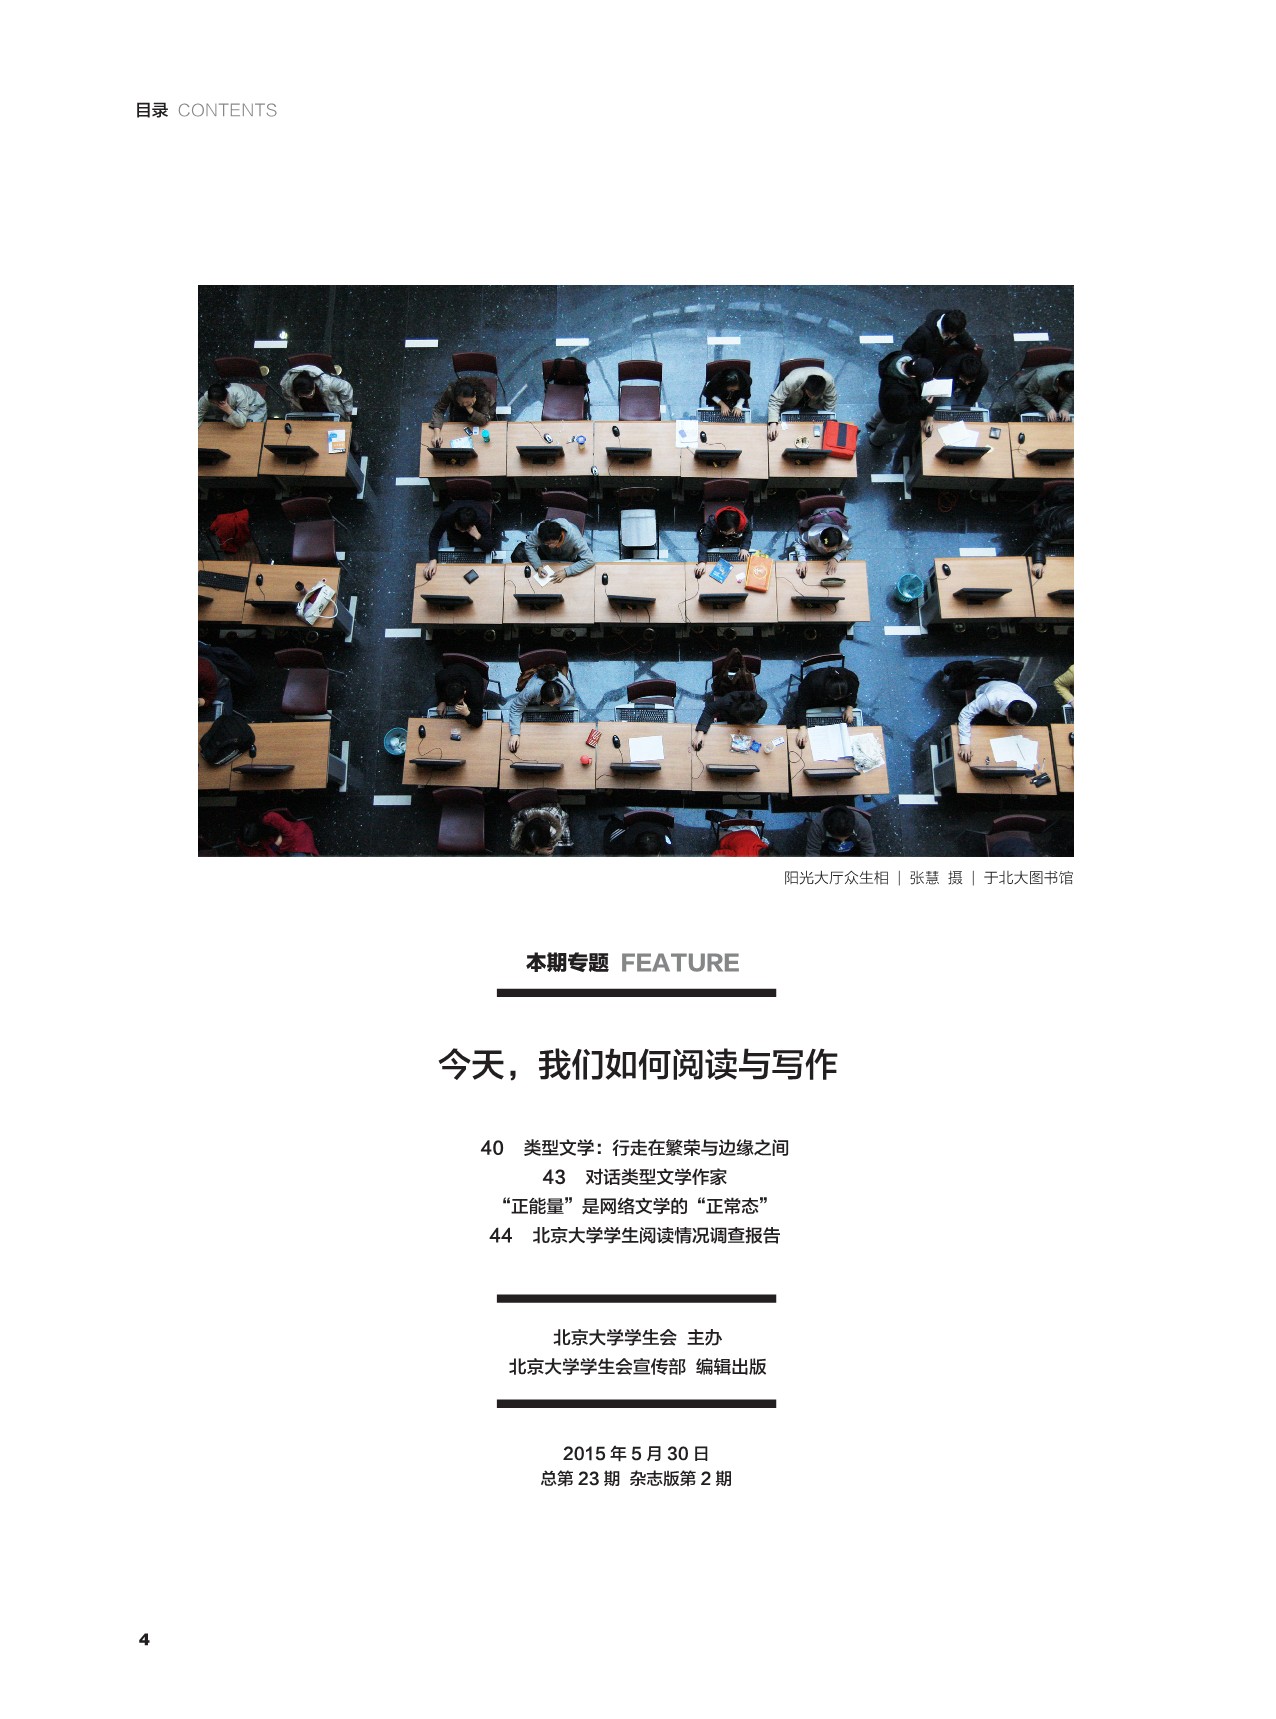 目录 CONTENTS
阳光大厅众生相 | 张慧 摄 | 于北大图书馆
本期专题 FEATURE
今天，我们如何阅读与写作
40 类型文学：行走在繁荣与边缘之间
43 对话类型文学作家
“正能量”是网络文学的“正常态”
44 北京大学学生阅读情况调查报告
北京大学学生会 主办
北京大学学生会宣传部 编辑出版
2015 年 5 月 30 日
总第 23 期 杂志版第 2 期
4